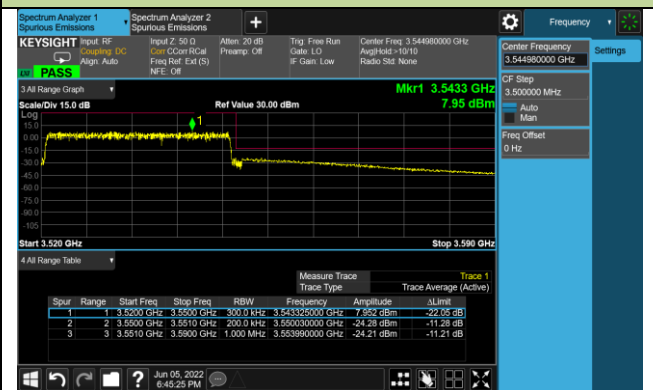 Spectrum Analyzer 1
Spurious Emissions
Spectrum Analyzer 2
Spurious Emissions
+
Frequency
KEYSIGHT
Input: RF
Coupling: DC
Align: Auto
Input Z: 50 Ω
Corr CCorr RCal
Freq Ref: Ext (S)
NFE: Off
Atten: 20 dB
Preamp: Off
Trig: Free Run
Gate: LO
IF Gain: Low
Center Freq: 3.544980000 GHz
Avg|Hold:>10/10
Radio Std: None
PASS
Center Frequency
3.544980000 GHz
Settings
CF Step
3.500000 MHz
Auto
Man
Freq Offset
0 Hz
3 All Range Graph
Mkr1 3.5433 GHz
7.95 dBm
Scale/Div 15.0 dB
Ref Value 30.00 dBm
Log
15.0
0.00
-15.0
-30.0
-45.0
-60.0
-75.0
-90.0
-105
1
Start 3.520 GHz
Stop 3.590 GHz
4 All Range Table
Measure Trace Trace 1
Trace Type Trace Average (Active)
Spur Range Start Freq Stop Freq RBW Frequency Amplitude ΔLimit
1 1 3.5200 GHz 3.5500 GHz 300.0 kHz 3.543325000 GHz 7.952 dBm -22.05 dB
2 2 3.5500 GHz 3.5510 GHz 200.0 kHz 3.550030000 GHz -24.28 dBm -11.28 dB
3 3 3.5510 GHz 3.5900 GHz 1.000 MHz 3.553990000 GHz -24.21 dBm -11.21 dB
?
Jun 05, 2022
6:45:25 PM